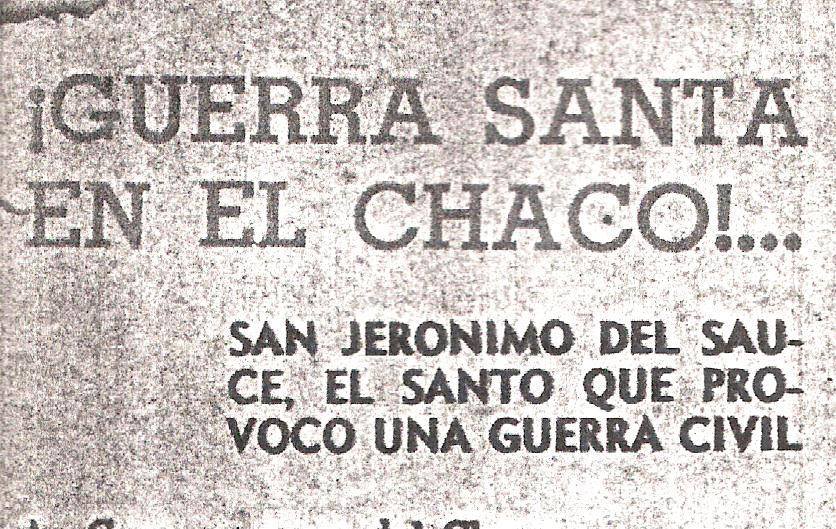 ¡GUERRA SANTA
EN EL CHACO!...
SAN JERONIMO DEL SAU-
CE, EL SANTO QUE PRO-
VOCO UNA GUERRA CIVIL